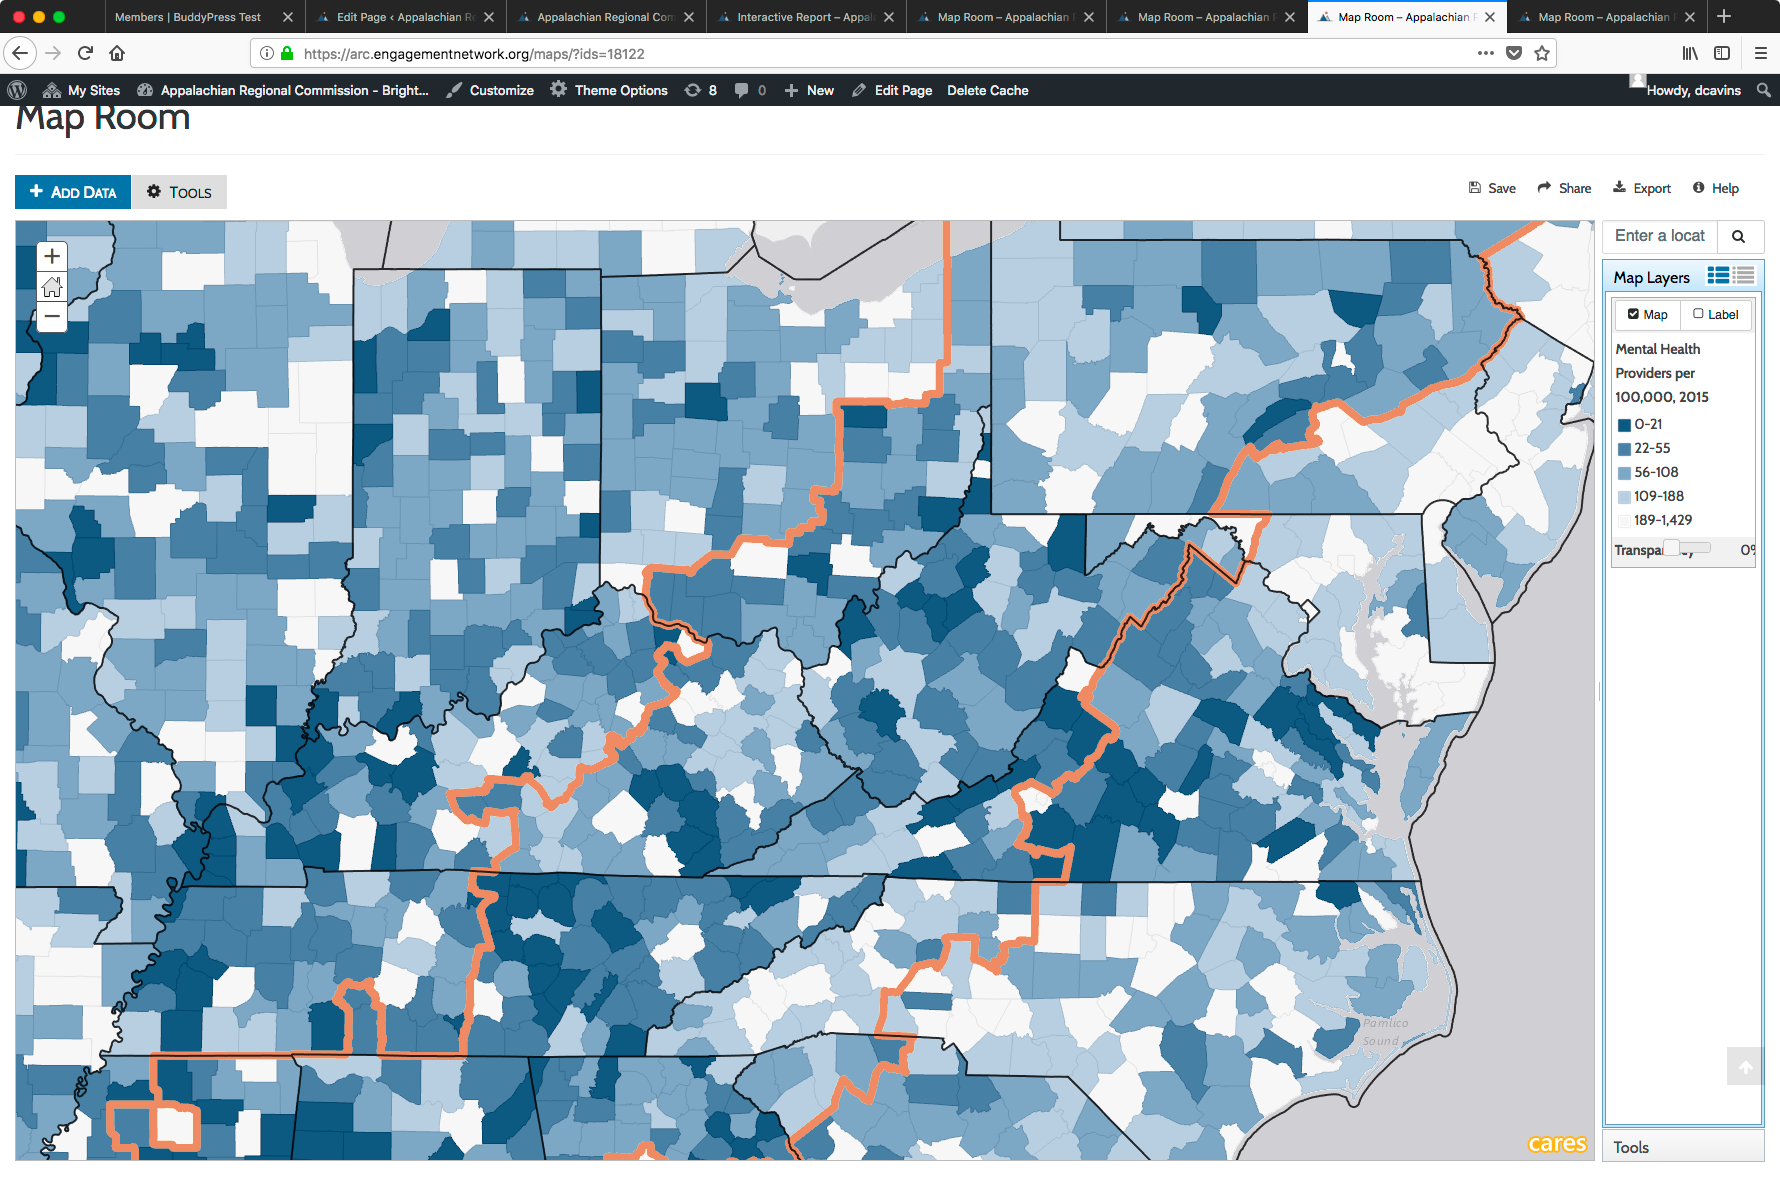 Members | BuddyPress Test
Edit Page ‹ Appalachian Re
Appalachian Regional Com
Interactive Report – Appal
Map Room – Appalachian
Map Room – Appalachian
Map Room – Appalachian
Map Room – Appalachian
https://arc.engagementnetwork.org/maps/?ids=18122
My Sites
Appalachian Regional Commission - Bright...
Customize
Theme Options
8
0
New
Edit Page
Delete Cache
Howdy, dcavins
Map Room
ADD DATA
TOOLS
Save
Share
Export
Help
Enter a locat
Map Layers
Map
Label
Mental Health
Providers per
100,000, 2015
0-21
22-55
56-108
109-188
189-1,429
0%
Pamlico
Sound
cares
Tools